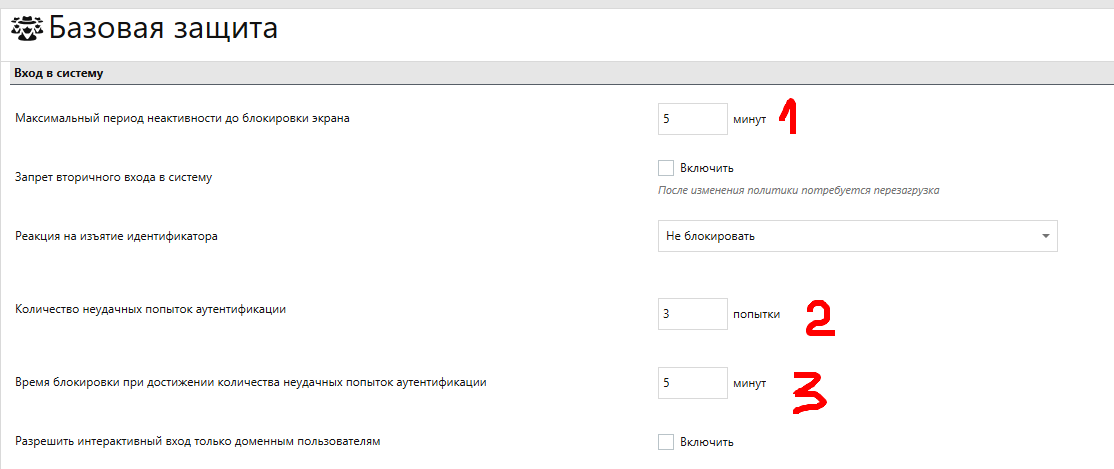 Базовая защита
Вход в систему
Максимальный период неактивности до блокировки экрана 5 минут 1
Запрет вторичного входа в систему Включить
После изменения политики потребуется перезагрузка
Реакция на изъятие идентификатора Не блокировать
Количество неудачных попыток аутентификации 3 попытки 2
Время блокировки при достижении количества неудачных попыток аутентификации 5 минут 3
Разрешить интерактивный вход только доменным пользователям Включить